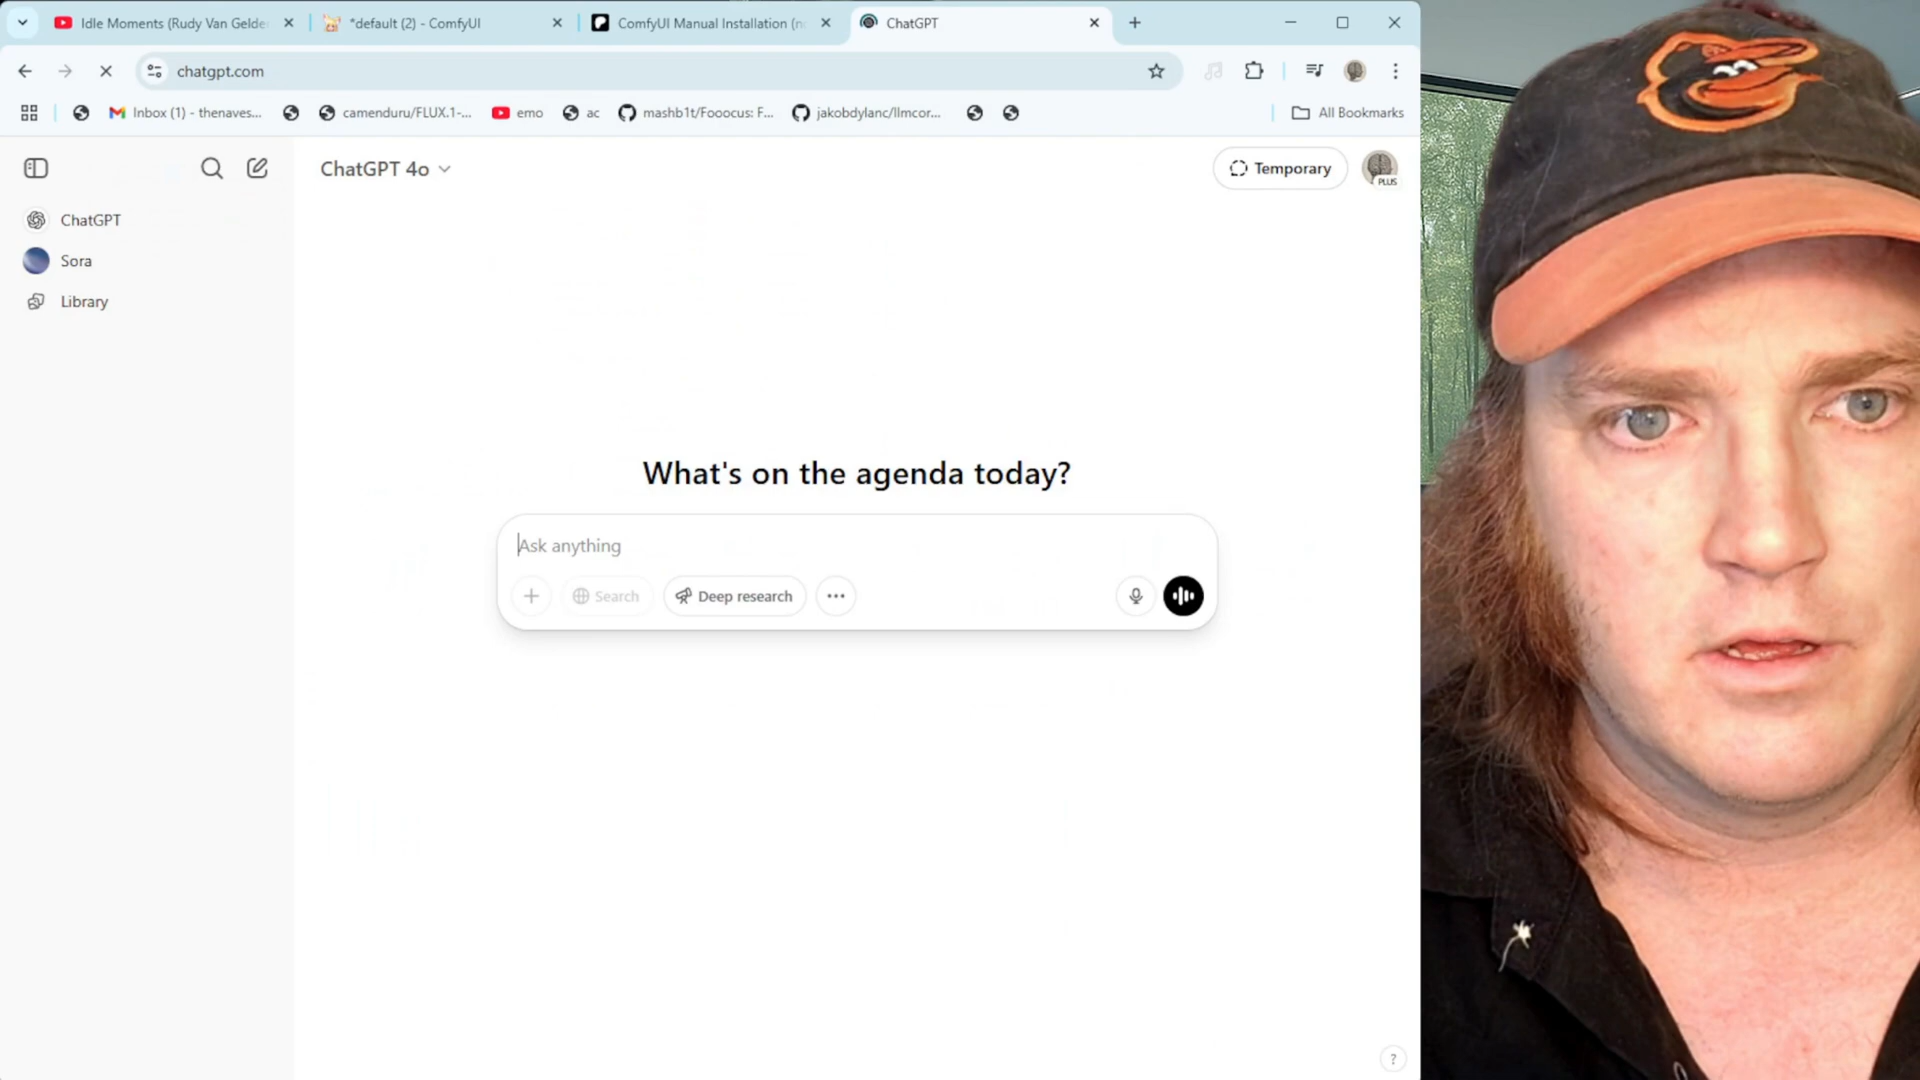 Idle Moments (Rudy Van Gelde
*default (2) - ComfyUI
ComfyUI Manual Installation (n
ChatGPT
chatgpt.com
Inbox (1) - thenaves...
camenduru/FLUX.1-...
emo
ac
mashb1t/Fooocus: F...
jakobdylanc/llmcor...
All Bookmarks
ChatGPT 4o
Temporary
PLUS
ChatGPT
Sora
Library
What's on the agenda today?
Ask anything
Search
Deep research
?